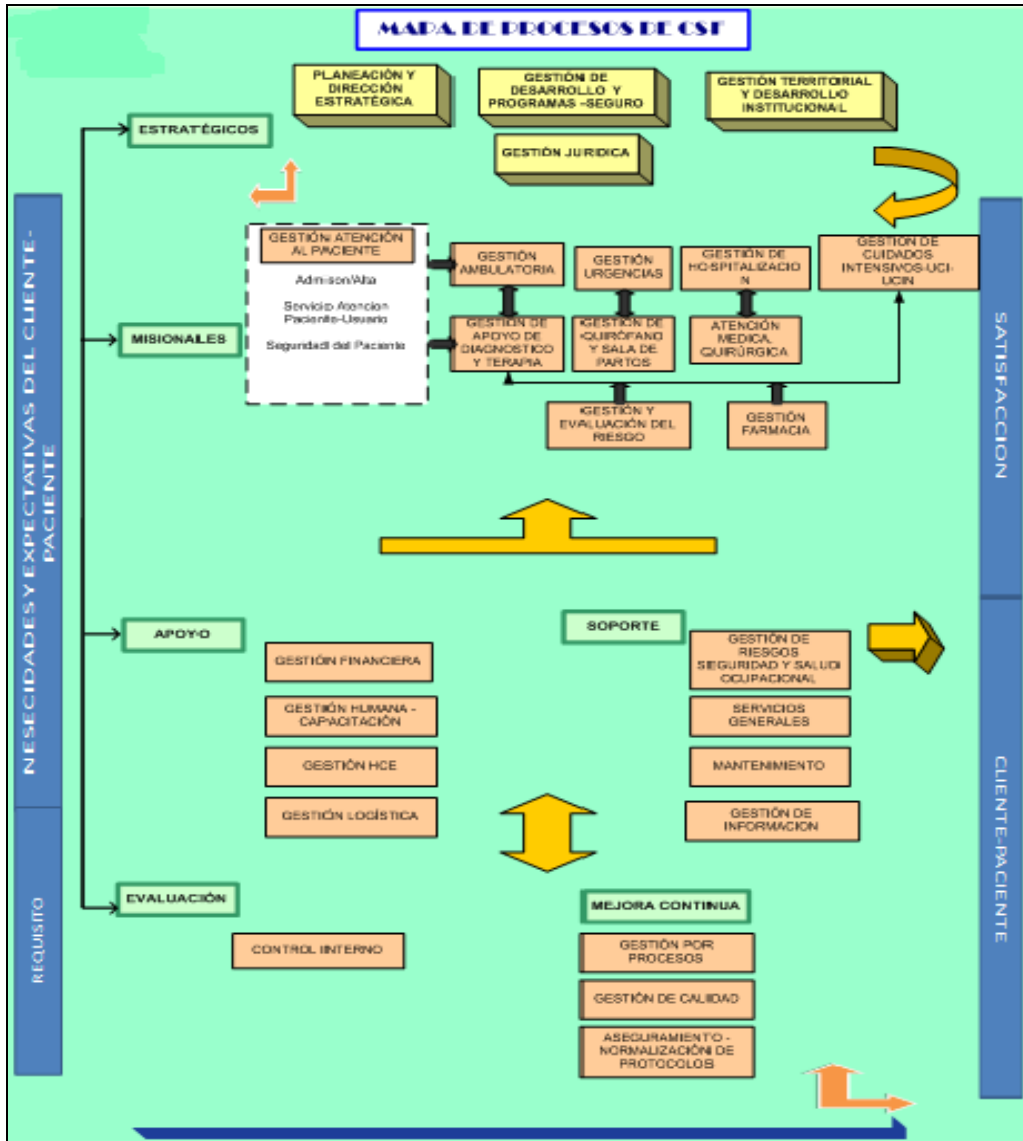 MAPA DE PROCESOS DE CSF
PLANEACIÓN Y
DIRECCIÓN
ESTRATÉGICA
GESTIÓN DE
DESARROLLO Y
PROGRAMAS -SEGURO
GESTIÓN TERRITOIRIAL
Y DESARROLLO
INSTITUCIONAL
ESTRATÉGICOS
GESTIÓN JURIDICA
NESECIDADES Y EXPECTATIVAS DEL CLIENTE -
PACIENTE
GESTIÓN ATENCIÓN
AL PACIENTE
Admison/Alta
Servicio Atencion
Paciente-Usuario
Seguridad del Paciente
MISIONALES
GESTIÓN
AMBULATORIA
GESTIÓN
URGENCIAS
GESTIÓN DE
HOSPITALIZACIO
N
GESTIÓN DE
CUIDADOS
INTENSIVOS-UCI-
UCIN
GESTIÓN DE
APOYO DE
DIAGNOSTICO
Y TERAPIA
GESTIÓN DE
QUIRÓFANO
Y SALA DE
PARTOS
ATENCIÓN
MEDICA
QUIRÚRGICA
GESTIÓN Y
EVALUACIÓN DEL
RIESGO
GESTIÓN
FARMACIA
SATISFACCION
APOYO
GESTIÓN FINANCIERA
GESTIÓN HUMANA -
CAPACITACIÓN
GESTIÓN HCE
GESTIÓN LOGÍSTICA
SOPORTE
GESTIÓN DE
RIESGOS
SEGURIDAD Y SALUD
OCUPACIONAL
SERVICIOS
GENERALES
MANTENIMIENTO
GESTIÓN DE
INFORMACION
CLIENTE-PACIENTE
REQUISITO
EVALUACIÓN
CONTROL INTERNO
MEJORA CONTINUA
GESTIÓN POR
PROCESOS
GESTIÓN DE CALIDAD
ASEGURAMIENTO -
NORMALIZACIÓN DE
PROTOCOLOS